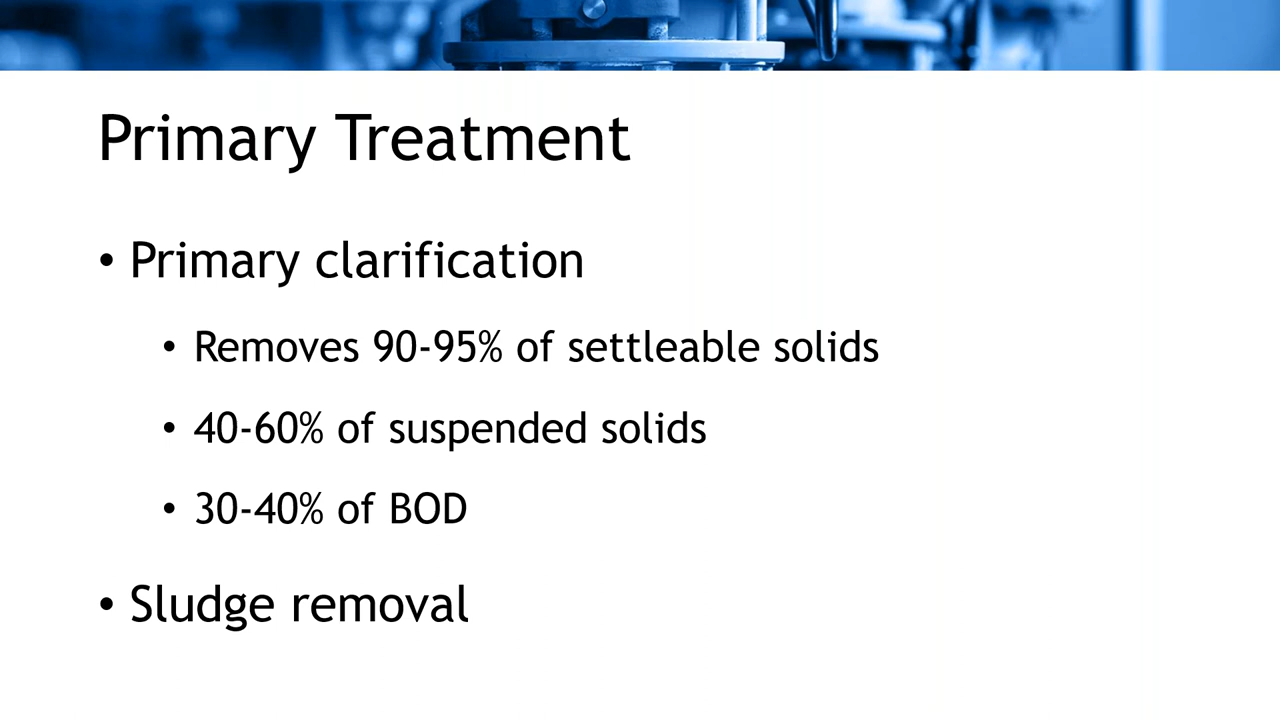 Primary Treatment
• Primary clarification
• Removes 90-95% of settleable solids
• 40-60% of suspended solids
• 30-40% of BOD
• Sludge removal